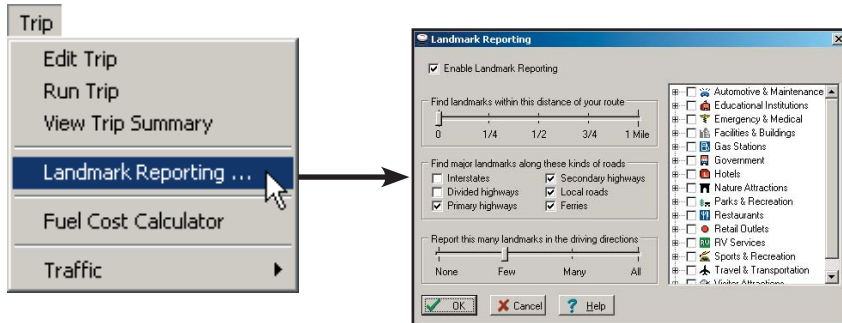 Trip
Edit Trip
Run Trip
View Trip Summary
Landmark Reporting ...
Fuel Cost Calculator
Traffic
Landmark Reporting
Enable Landmark Reporting
Find landmarks within this distance of your route
0 1/4 1/2 3/4 1 Mile
Find major landmarks along these kinds of roads
Interstates Secondary highways
Divided highways Local roads
Primary highways Ferries
Report this many landmarks in the driving directions
None Few Many All
OK Cancel Help
Automotive & Maintenance
Educational Institutions
Emergency & Medical
Facilities & Buildings
Gas Stations
Government
Hotels
Nature Attractions
Parks & Recreation
Restaurants
Retail Outlets
RV Services
Sports & Recreation
Travel & Transportation
Visitor Attractions